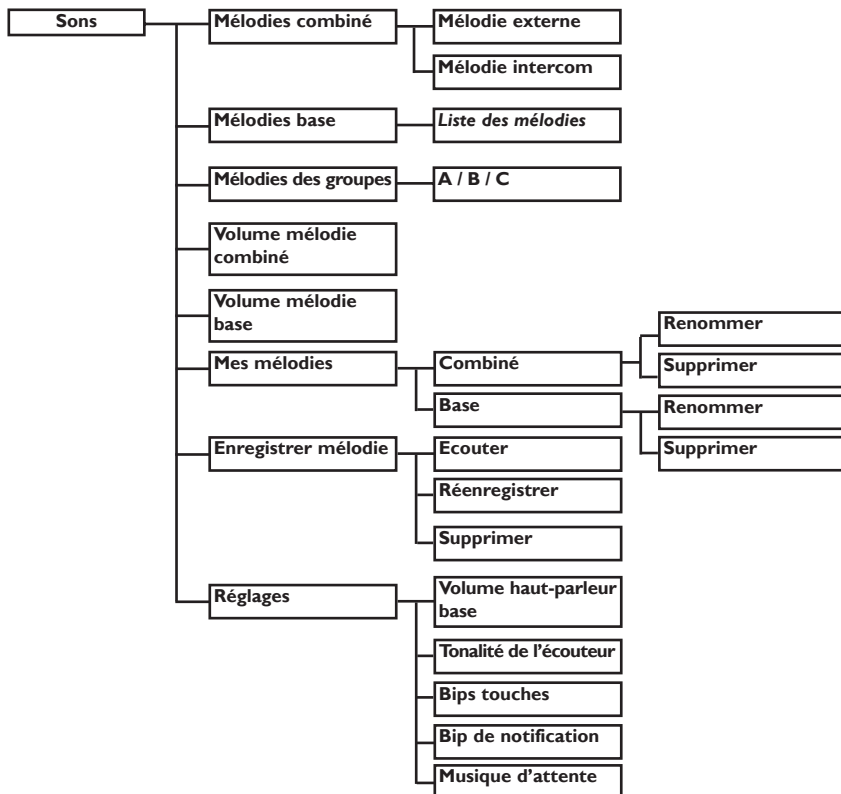 Sons
Mélodies combiné
Mélodie externe
Mélodie intercom
Mélodies base
Liste des mélodies
Mélodies des groupes
A / B / C
Volume mélodie
combiné
Volume mélodie
base
Mes mélodies
Combiné
Renommer
Supprimer
Base
Renommer
Supprimer
Enregistrer mélodie
Ecouter
Réenregistrer
Supprimer
Réglages
Volume haut-parleur
base
Tonalité de l'écouteur
Bips touches
Bip de notification
Musique d'attente